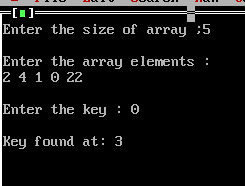 Enter the size of array ;5
Enter the array elements :
2 4 1 0 22
Enter the key : 0
Key found at: 3